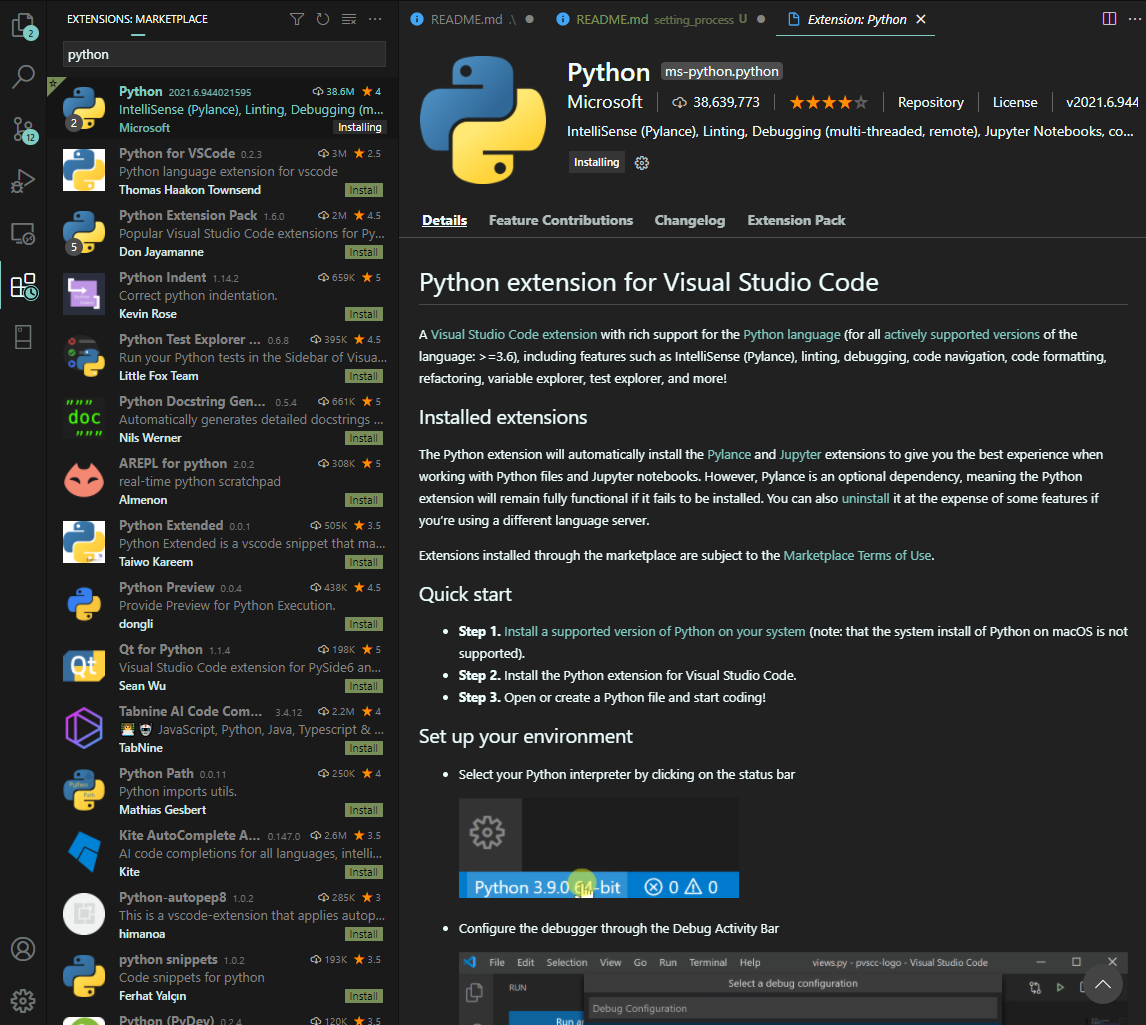 EXTENSIONS: MARKETPLACE
python
2
12
Python 2021.6.944021595 38.6M 4
IntelliSense (Pylance), Linting, Debugging (m...
Microsoft Installing
2
Python for VSCode 0.2.3 3M 2.5
Python language extension for vscode
Thomas Haakon Townsend Install
Python Extension Pack 1.6.0 2M 4.5
Popular Visual Studio Code extensions for Py...
Don Jayamanne Install
5
Python Indent 1.14.2 659K 5
Correct python indentation.
Kevin Rose Install
Python Test Explorer ... 0.6.8 395K 4.5
Run your Python tests in the Sidebar of Visua...
Little Fox Team Install
Python Docstring Gen... 0.5.4 661K 5
Automatically generates detailed docstrings ...
Nils Werner Install
"""
doc
"""
AREPL for python 2.0.2 308K 5
real-time python scratchpad
Almenon Install
Python Extended 0.0.1 505K 3.5
Python Extended is a vscode snippet that ma...
Taiwo Kareem Install
Python Preview 0.0.4 438K 4.5
Provide Preview for Python Execution.
dongli Install
Qt
Qt for Python 1.1.4 198K 5
Visual Studio Code extension for PySide6 an...
Sean Wu Install
Tabnine AI Code Com... 3.4.12 2.2M 4
JavaScript, Python, Java, Typescript & ...
TabNine Install
Python Path 0.0.11 250K 4
Python imports utils.
Mathias Gesbert Install
Kite AutoComplete A... 0.147.0 2.6M 3.5
AI code completions for all languages, intelli...
Kite Install
Python-autopep8 1.0.2 285K 3
This is a vscode-extension that applies autop...
himanoa Install
python snippets 1.0.2 193K 3.5
Code snippets for python
Ferhat Yalçın Install
Python (PyDev) 0.2.4 120K 3.5
README.md .\
README.md setting_process U
Extension: Python
Python ms-python.python
Microsoft 38,639,773 Repository License v2021.6.944
IntelliSense (Pylance), Linting, Debugging (multi-threaded, remote), Jupyter Notebooks, co...
Installing
Details Feature Contributions Changelog Extension Pack
Python extension for Visual Studio Code
A Visual Studio Code extension with rich support for the Python language (for all actively supported versions of the
language: >=3.6), including features such as IntelliSense (Pylance), linting, debugging, code navigation, code formatting,
refactoring, variable explorer, test explorer, and more!
Installed extensions
The Python extension will automatically install the Pylance and Jupyter extensions to give you the best experience when
working with Python files and Jupyter notebooks. However, Pylance is an optional dependency, meaning the Python
extension will remain fully functional if it fails to be installed. You can also uninstall it at the expense of some features if
you're using a different language server.
Extensions installed through the marketplace are subject to the Marketplace Terms of Use.
Quick start
• Step 1. Install a supported version of Python on your system (note: that the system install of Python on macOS is not
supported).
• Step 2. Install the Python extension for Visual Studio Code.
• Step 3. Open or create a Python file and start coding!
Set up your environment
• Select your Python interpreter by clicking on the status bar
Python 3.9.0 64-bit 0 0
• Configure the debugger through the Debug Activity Bar
File Edit Selection View Go Run Terminal Help views.py - pvscc-logo - Visual Studio Code
RUN Select a debug configuration
Debug Configuration
Run an